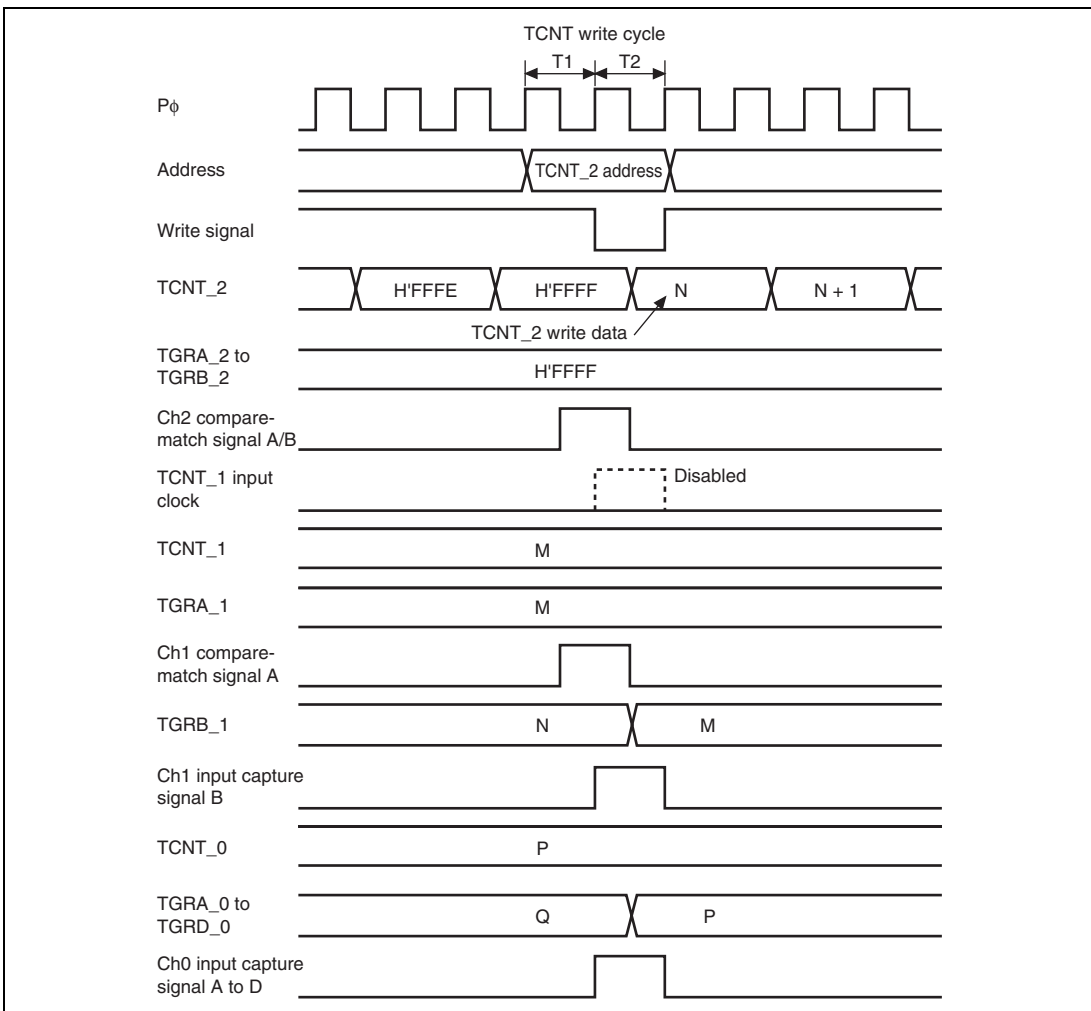 TCNT write cycle
T1 T2
Pϕ
Address
TCNT_2 address
Write signal
TCNT_2
H'FFFE H'FFFF N N + 1
TCNT_2 write data
TGRA_2 to
TGRB_2
H'FFFF
Ch2 compare-
match signal A/B
TCNT_1 input
clock
Disabled
TCNT_1
M
TGRA_1
M
Ch1 compare-
match signal A
TGRB_1
N M
Ch1 input capture
signal B
TCNT_0
P
TGRA_0 to
TGRD_0
Q P
Ch0 input capture
signal A to D